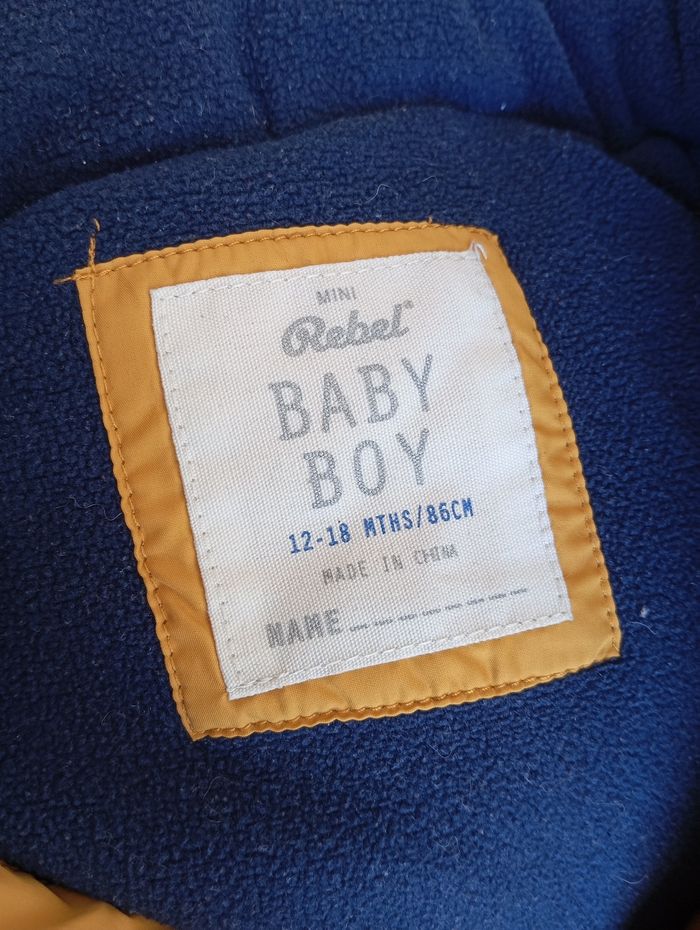 MINI
Rebel®
BABY
BOY
12-18 MTHS/86CM
MADE IN CHINA
NAME